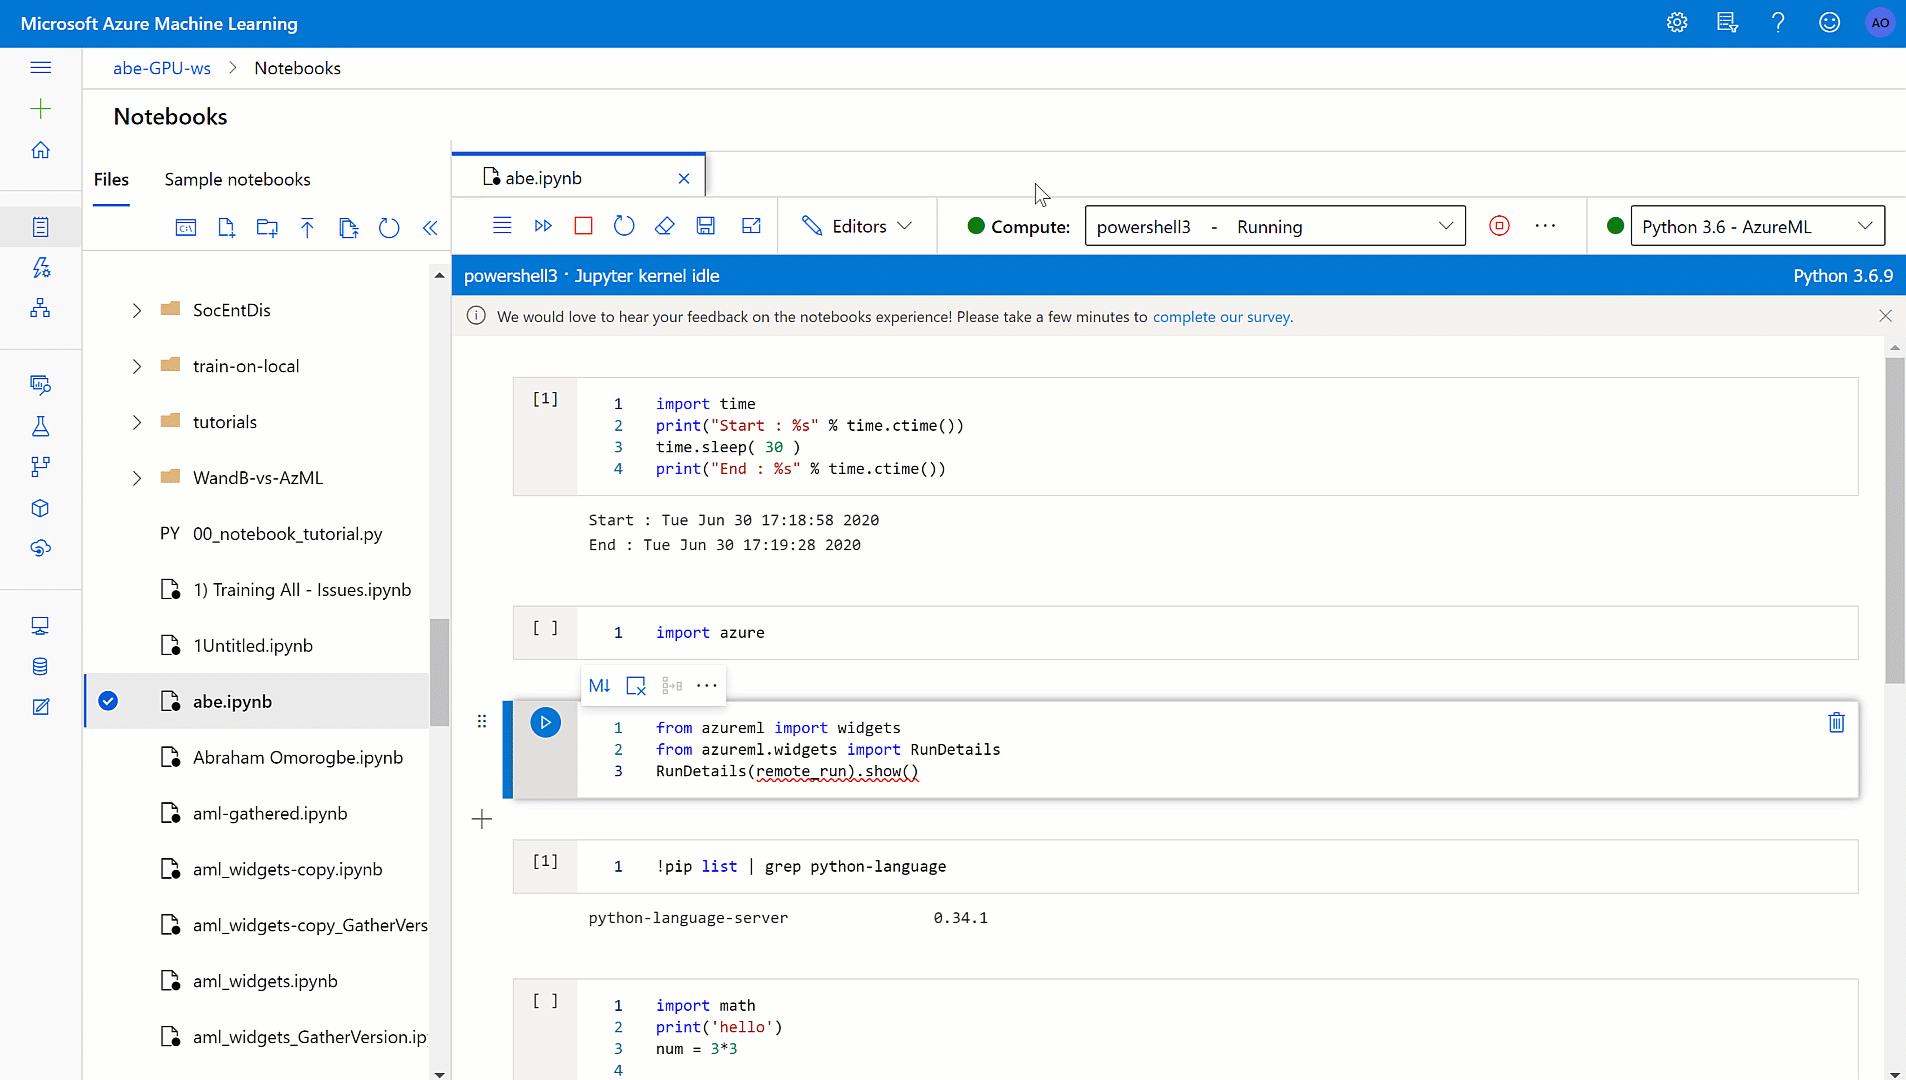 Microsoft Azure Machine Learning
AO
abe-GPU-ws > Notebooks
Notebooks
Files
Sample notebooks
SocEntDis
train-on-local
tutorials
WandB-vs-AzML
PY 00_notebook_tutorial.py
1) Training All - Issues.ipynb
1Untitled.ipynb
abe.ipynb
Abraham Omorogbe.ipynb
aml-gathered.ipynb
aml_widgets-copy.ipynb
aml_widgets-copy_GatherVers
aml_widgets.ipynb
aml_widgets_GatherVersion.ip
abe.ipynb
Editors
Compute:
powershell3 - Running
Python 3.6 - AzureML
powershell3 · Jupyter kernel idle
Python 3.6.9
We would love to hear your feedback on the notebooks experience! Please take a few minutes to complete our survey.
[1]
1 import time
2 print("Start : %s" % time.ctime())
3 time.sleep( 30 )
4 print("End : %s" % time.ctime())
Start : Tue Jun 30 17:18:58 2020
End : Tue Jun 30 17:19:28 2020
[ ]
1 import azure
M↓
1 from azureml import widgets
2 from azureml.widgets import RunDetails
3 RunDetails(remote_run).show()
[1]
1 !pip list | grep python-language
python-language-server 0.34.1
[ ]
1 import math
2 print('hello')
3 num = 3*3
4